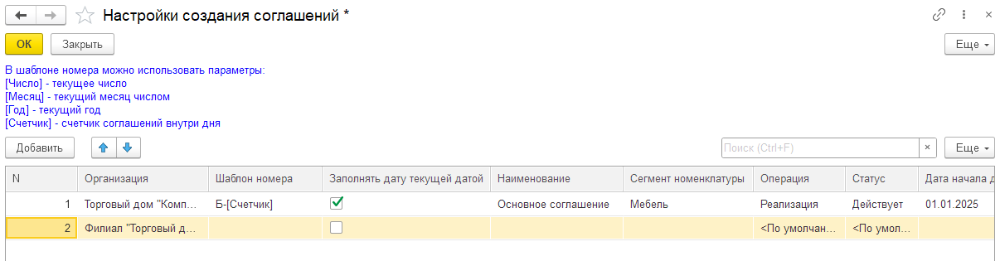 Настройки создания соглашений *
ОК Закрыть Еще
В шаблоне номера можно использовать параметры:
[Число] - текущее число
[Месяц] - текущий месяц числом
[Год] - текущий год
[Счетчик] - счетчик соглашений внутри дня
Добавить Поиск (Ctrl+F) × Еще
N Организация Шаблон номера Заполнять дату текущей датой Наименование Сегмент номенклатуры Операция Статус Дата начала д
1 Торговый дом "Комп... Б-[Счетчик] Основное соглашение Мебель Реализация Действует 01.01.2025
2 Филиал "Торговый д... <По умолчан... <По умол...